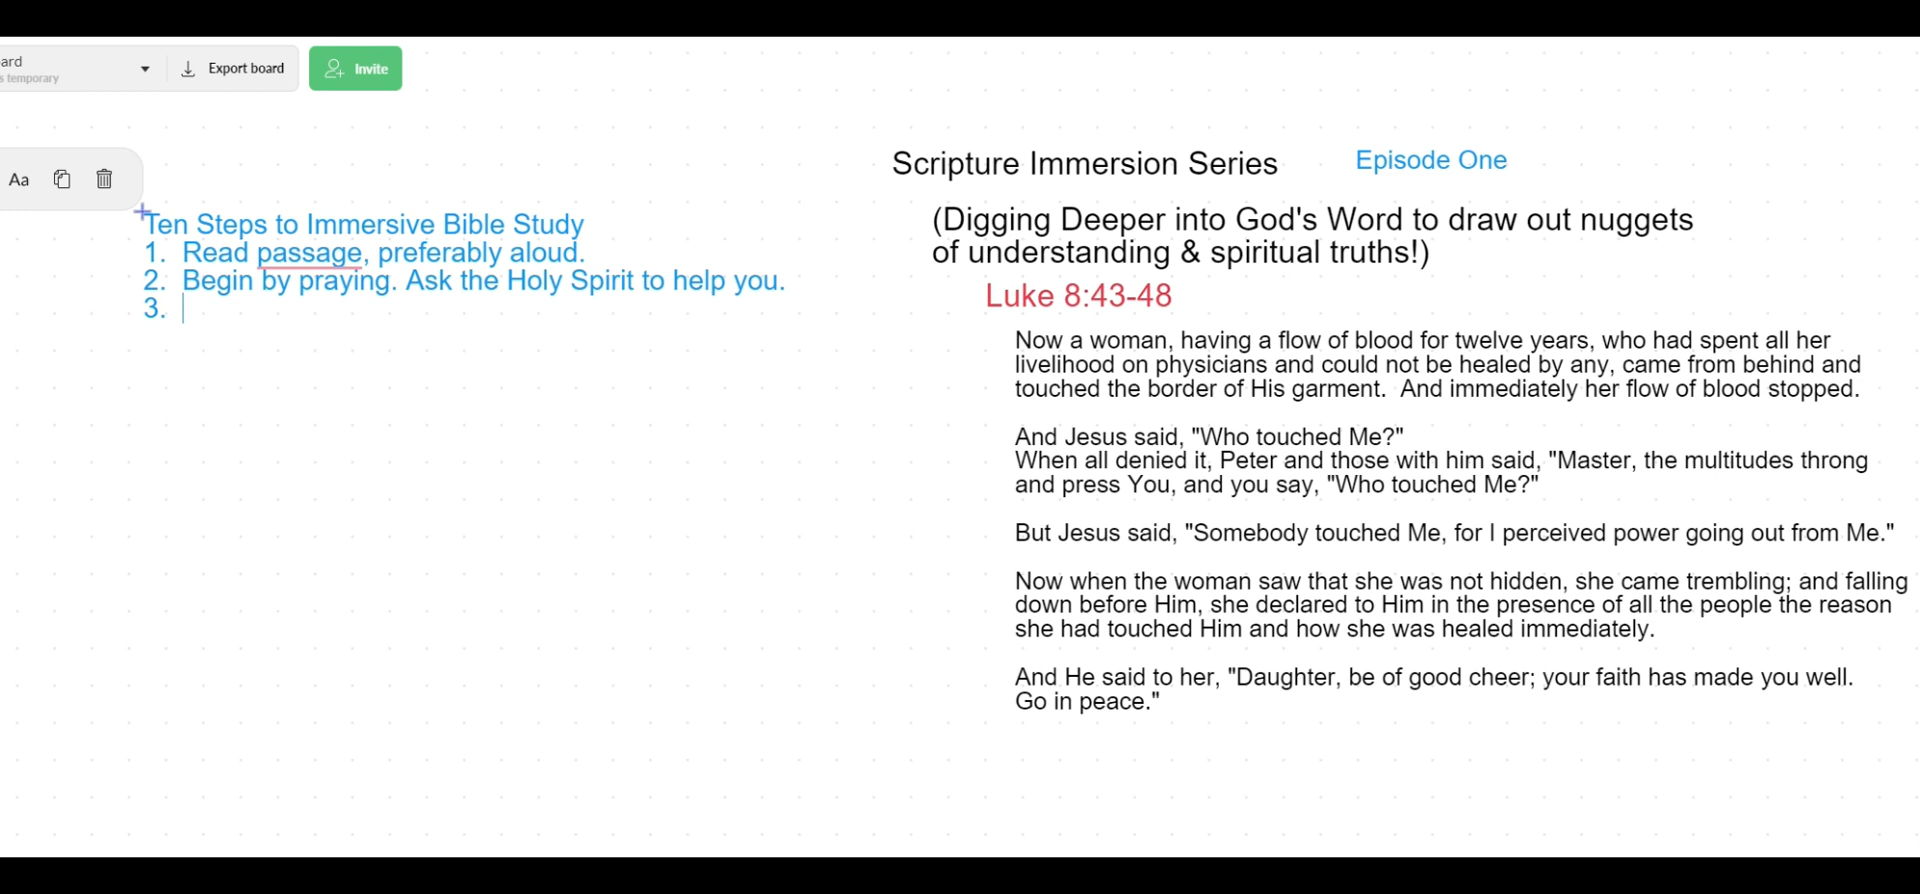 ard
s temporary
Export board
Invite
Aa
Ten Steps to Immersive Bible Study
1. Read passage, preferably aloud.
2. Begin by praying. Ask the Holy Spirit to help you.
3.
Scripture Immersion Series
Episode One
(Digging Deeper into God's Word to draw out nuggets
of understanding & spiritual truths!)
Luke 8:43-48
Now a woman, having a flow of blood for twelve years, who had spent all her
livelihood on physicians and could not be healed by any, came from behind and
touched the border of His garment.  And immediately her flow of blood stopped.
And Jesus said, "Who touched Me?"
When all denied it, Peter and those with him said, "Master, the multitudes throng
and press You, and you say, "Who touched Me?"
But Jesus said, "Somebody touched Me, for I perceived power going out from Me."
Now when the woman saw that she was not hidden, she came trembling; and falling
down before Him, she declared to Him in the presence of all the people the reason
she had touched Him and how she was healed immediately.
And He said to her, "Daughter, be of good cheer; your faith has made you well.
Go in peace."